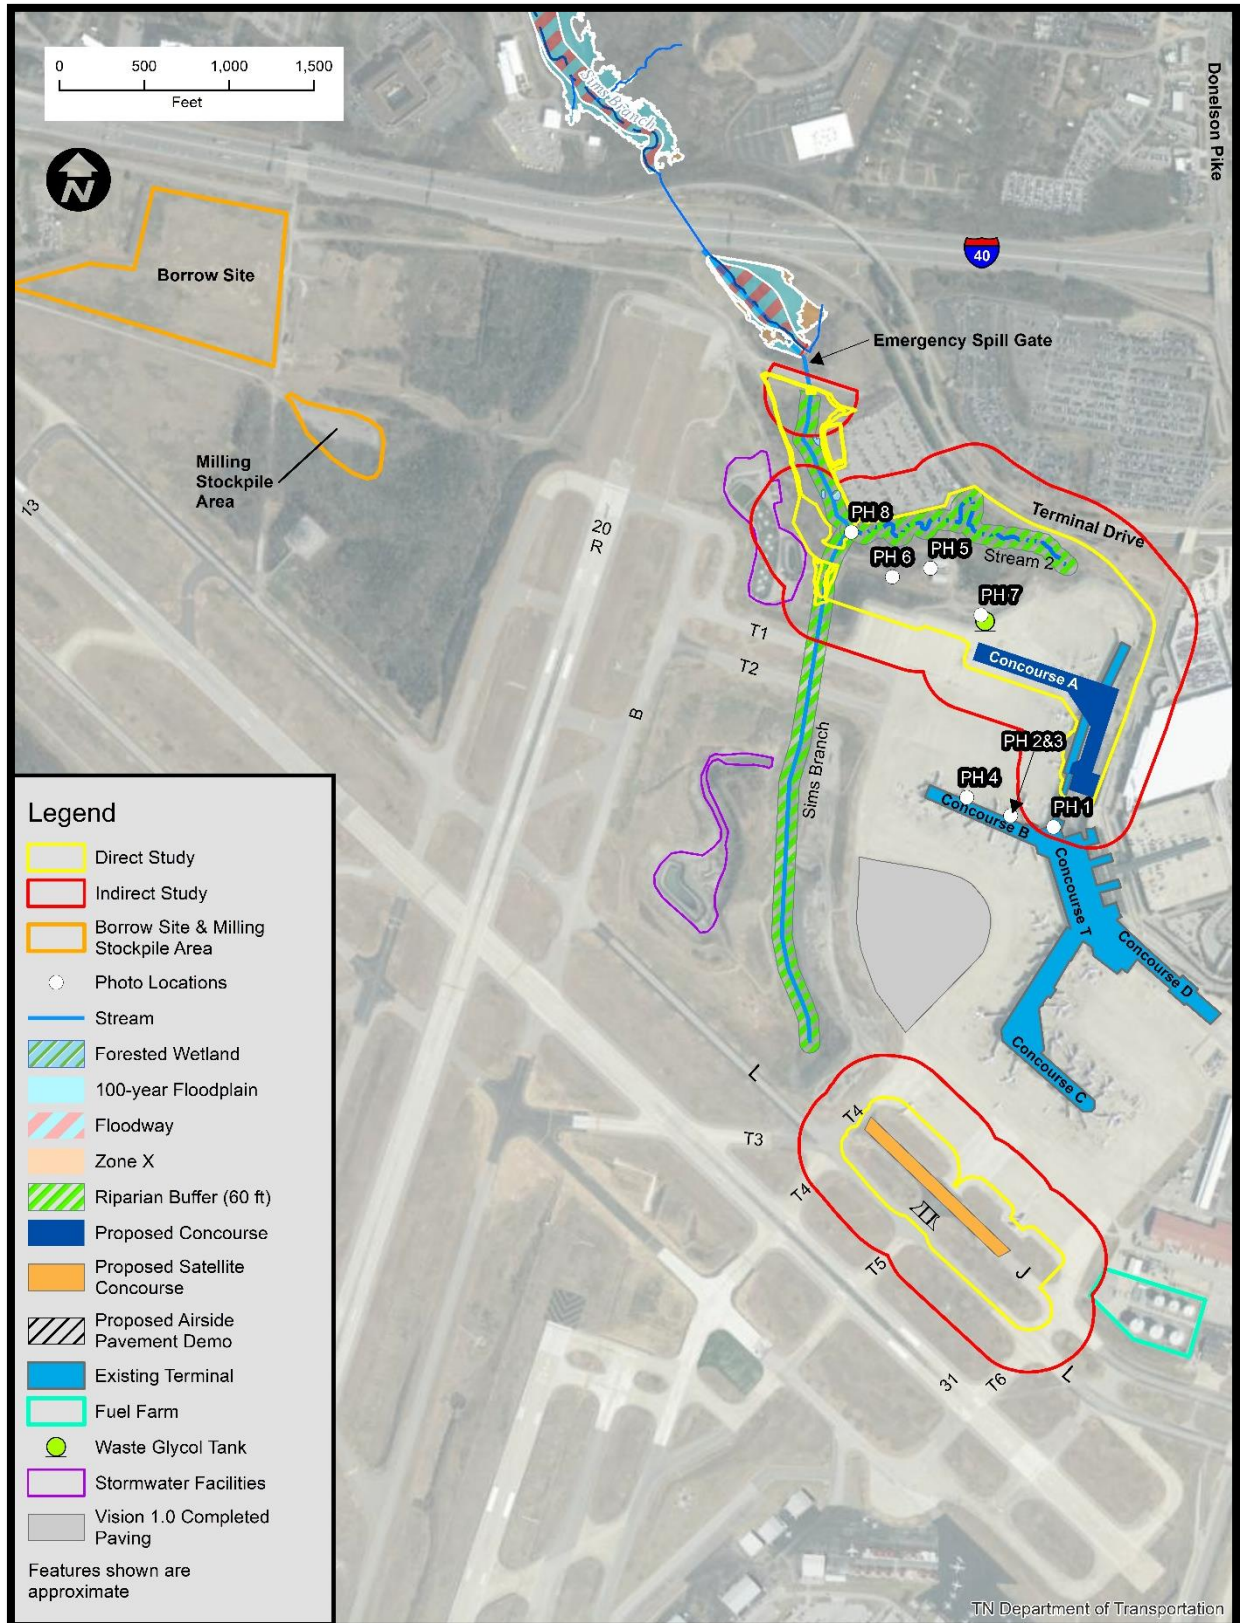 0 500 1,000 1,500
Feet
N
Donelson Pike
Sims Branch
40
Borrow Site
Emergency Spill Gate
Milling
Stockpile
Area
13
20
R
PH 8
Terminal Drive
PH 6
PH 5
Stream 2
PH 7
T1
T2
Concourse A
B
Sims Branch
PH 2&3
PH 4
PH 1
Concourse B
Concourse T
Concourse D
Concourse C
L
T3
T4
T4
T5
J
31
T6
L
Legend
Direct Study
Indirect Study
Borrow Site & Milling
Stockpile Area
Photo Locations
Stream
Forested Wetland
100-year Floodplain
Floodway
Zone X
Riparian Buffer (60 ft)
Proposed Concourse
Proposed Satellite
Concourse
Proposed Airside
Pavement Demo
Existing Terminal
Fuel Farm
Waste Glycol Tank
Stormwater Facilities
Vision 1.0 Completed
Paving
Features shown are
approximate
TN Department of Transportation